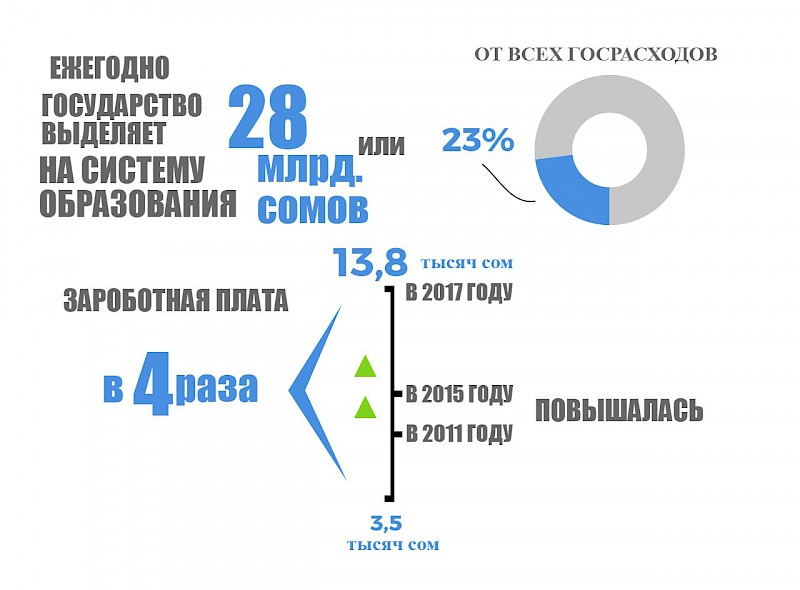 ЕЖЕГОДНО
ГОСУДАРСТВО
ВЫДЕЛЯЕТ
НА СИСТЕМУ
ОБРАЗОВАНИЯ
28
млрд.
сомов
или
ОТ ВСЕХ ГОСРАСХОДОВ
23%
13,8 тысяч сом
В 2017 ГОДУ
ЗАРОБОТНАЯ ПЛАТА
в 4 раза
В 2015 ГОДУ
В 2011 ГОДУ
ПОВЫШАЛАСЬ
3,5
тысяч сом